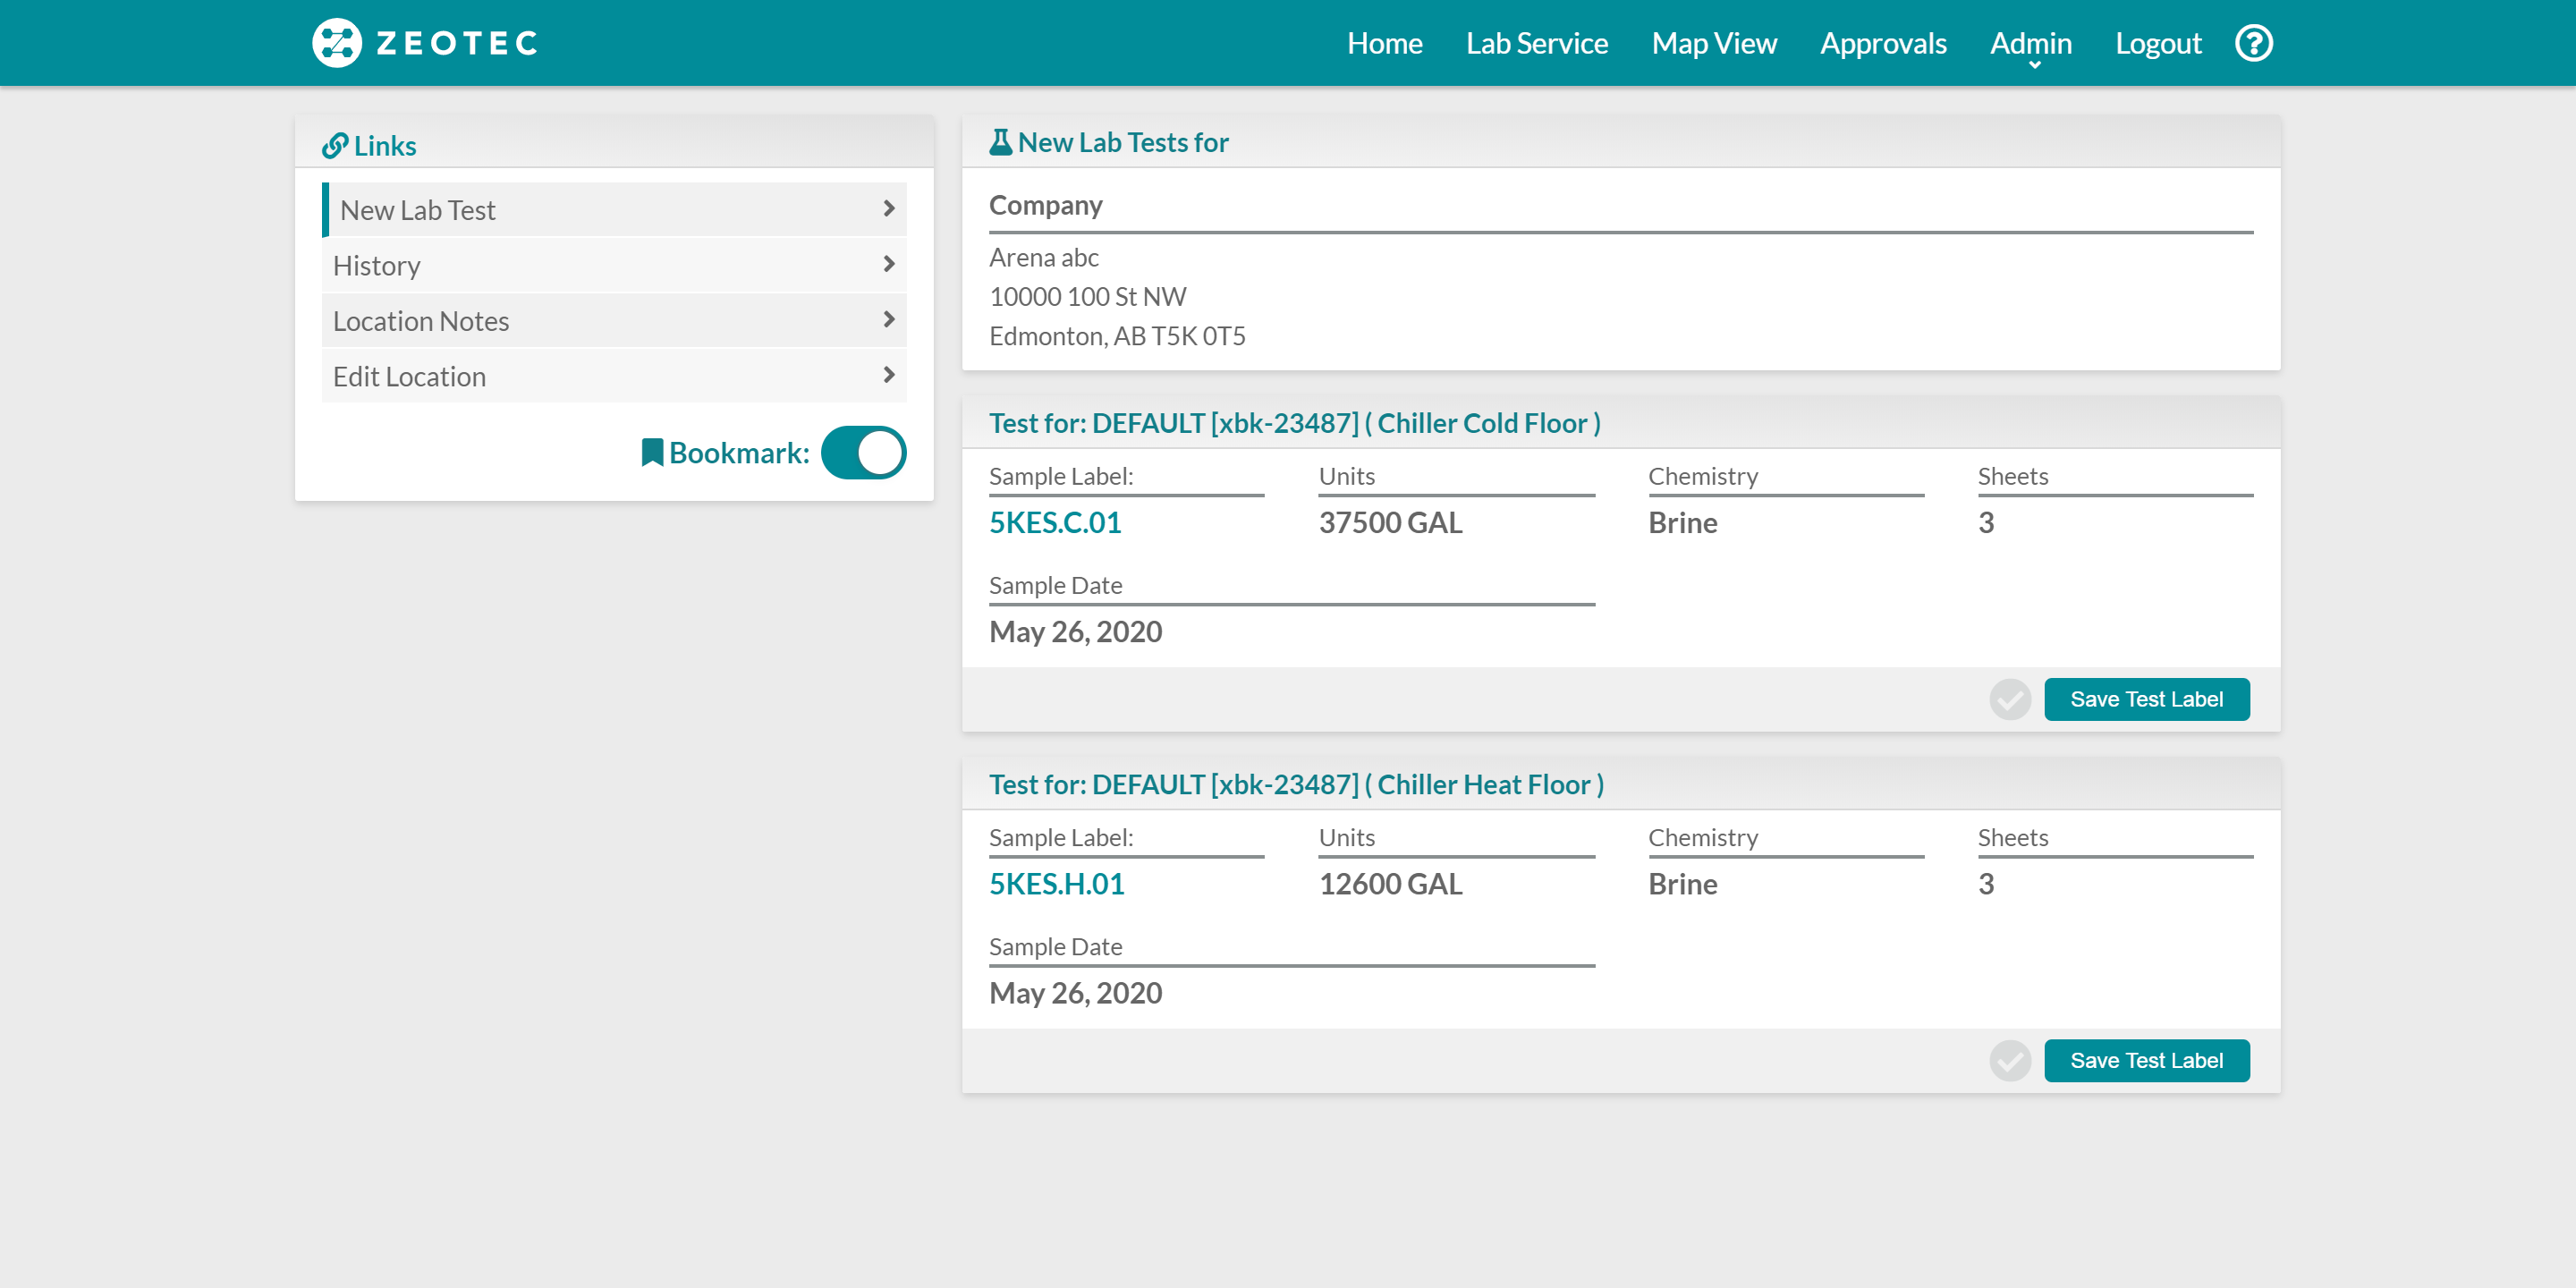 ZEOTEC
Home Lab Service Map View Approvals Admin Logout ?
Links
New Lab Test
History
Location Notes
Edit Location
Bookmark:
New Lab Tests for
Company
Arena abc
10000 100 St NW
Edmonton, AB T5K 0T5
Test for: DEFAULT [xbk-23487] ( Chiller Cold Floor )
Sample Label: Units Chemistry Sheets
5KES.C.01 37500 GAL Brine 3
Sample Date
May 26, 2020
Save Test Label
Test for: DEFAULT [xbk-23487] ( Chiller Heat Floor )
Sample Label: Units Chemistry Sheets
5KES.H.01 12600 GAL Brine 3
Sample Date
May 26, 2020
Save Test Label